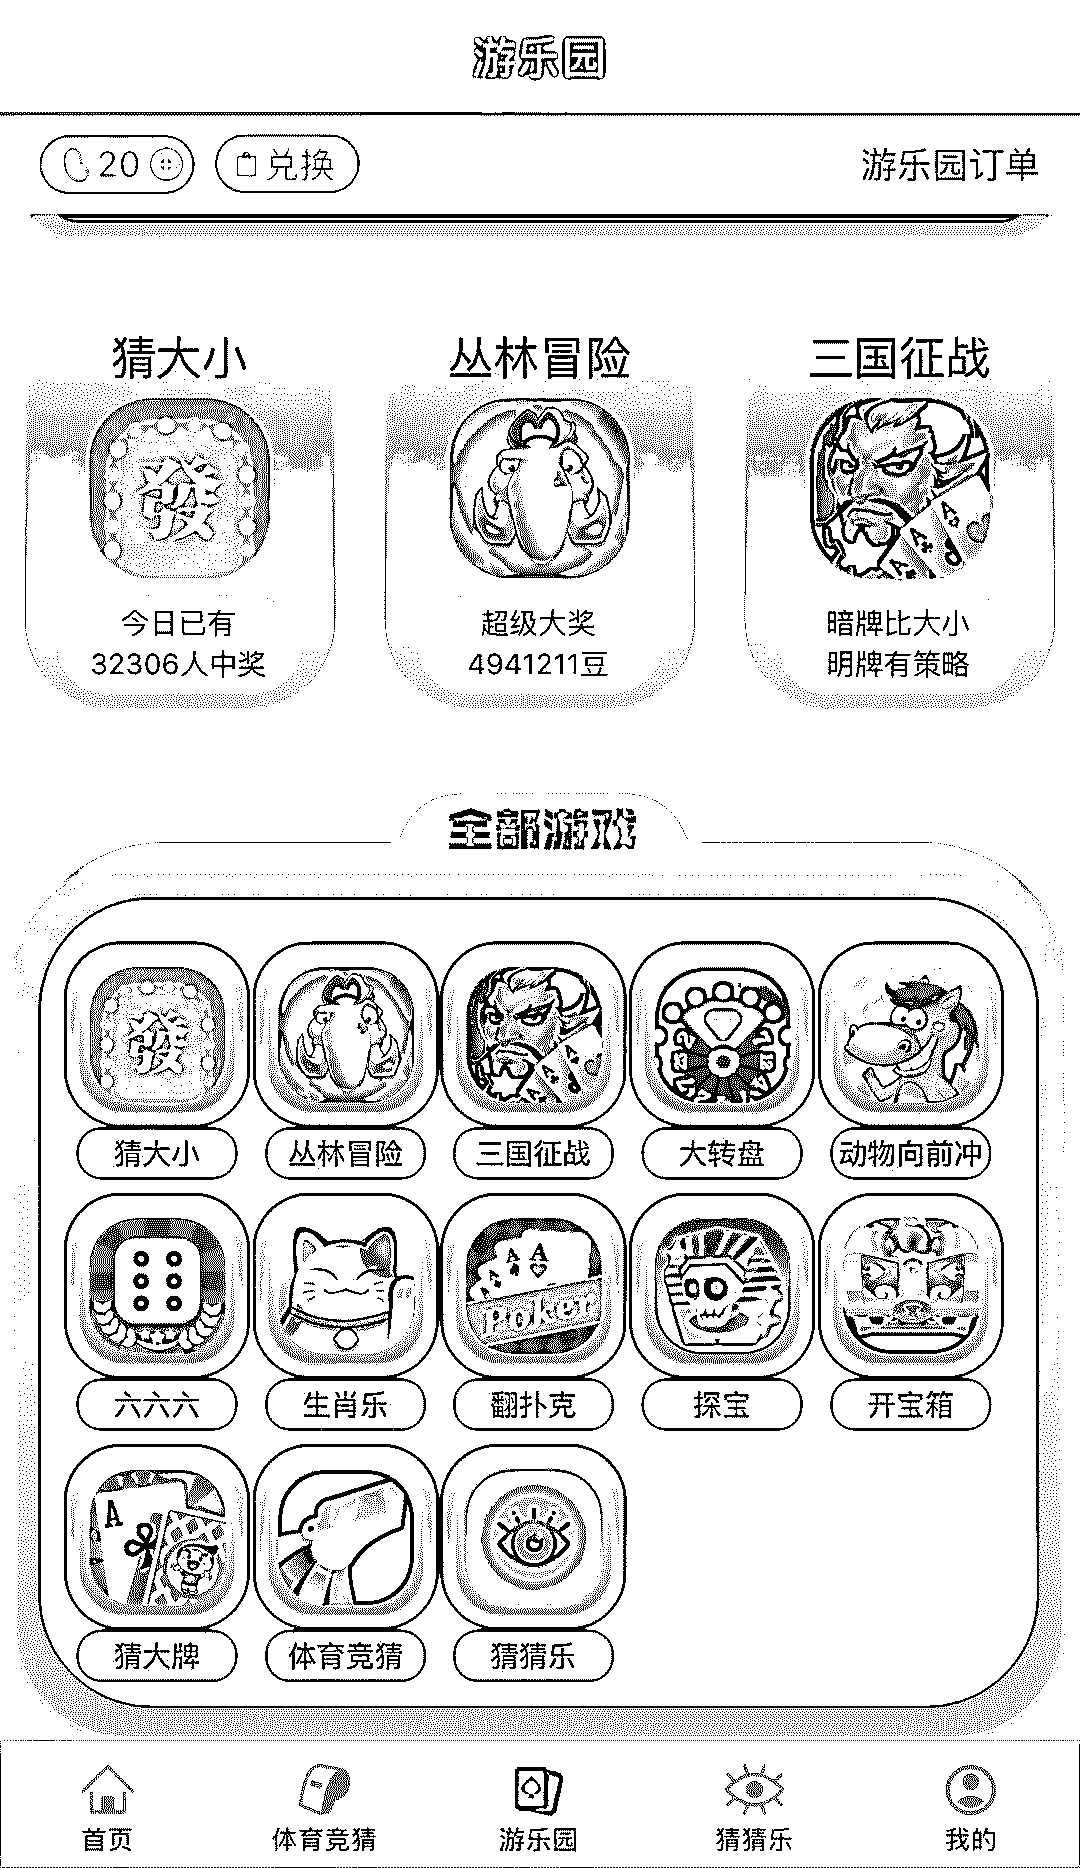 游乐园
20
兑换
游乐园订单
猜大小
丛林冒险
三国征战
發
A
A
今日已有
32306人中奖
超级大奖
4941211豆
暗牌比大小
明牌有策略
全部游戏
發
A
A
猜大小
丛林冒险
三国征战
大转盘
动物向前冲
A
A
Poker
六六六
生肖乐
翻扑克
探宝
开宝箱
A
猜大牌
体育竞猜
猜猜乐
首页
体育竞猜
游乐园
猜猜乐
我的